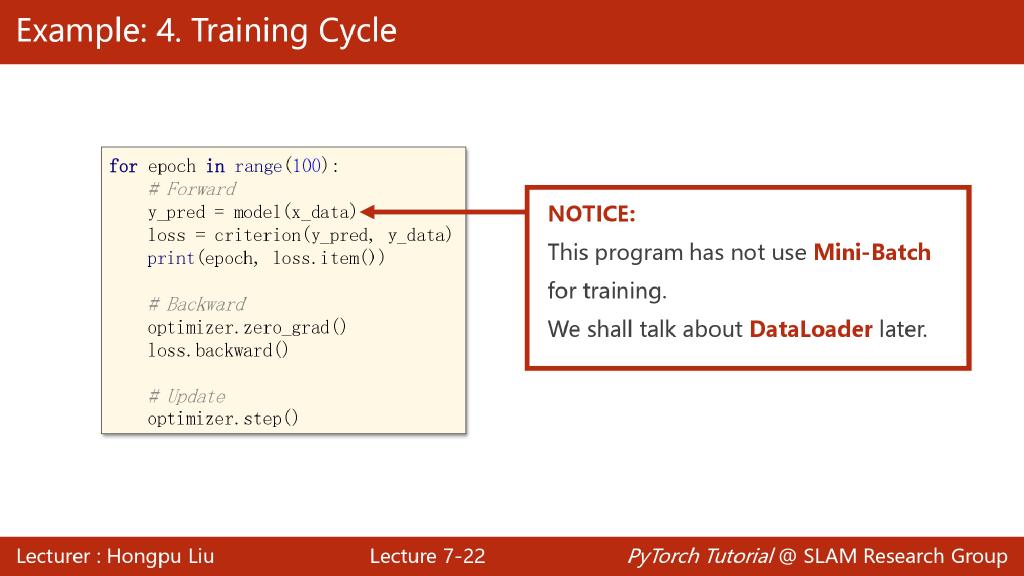 Example: 4. Training Cycle
for epoch in range(100):
    # Forward
    y_pred = model(x_data)
    loss = criterion(y_pred, y_data)
    print(epoch, loss.item())
    # Backward
    optimizer.zero_grad()
    loss.backward()
    # Update
    optimizer.step()
NOTICE:
This program has not use Mini-Batch
for training.
We shall talk about DataLoader later.
Lecturer : Hongpu Liu
Lecture 7-22
PyTorch Tutorial @ SLAM Research Group